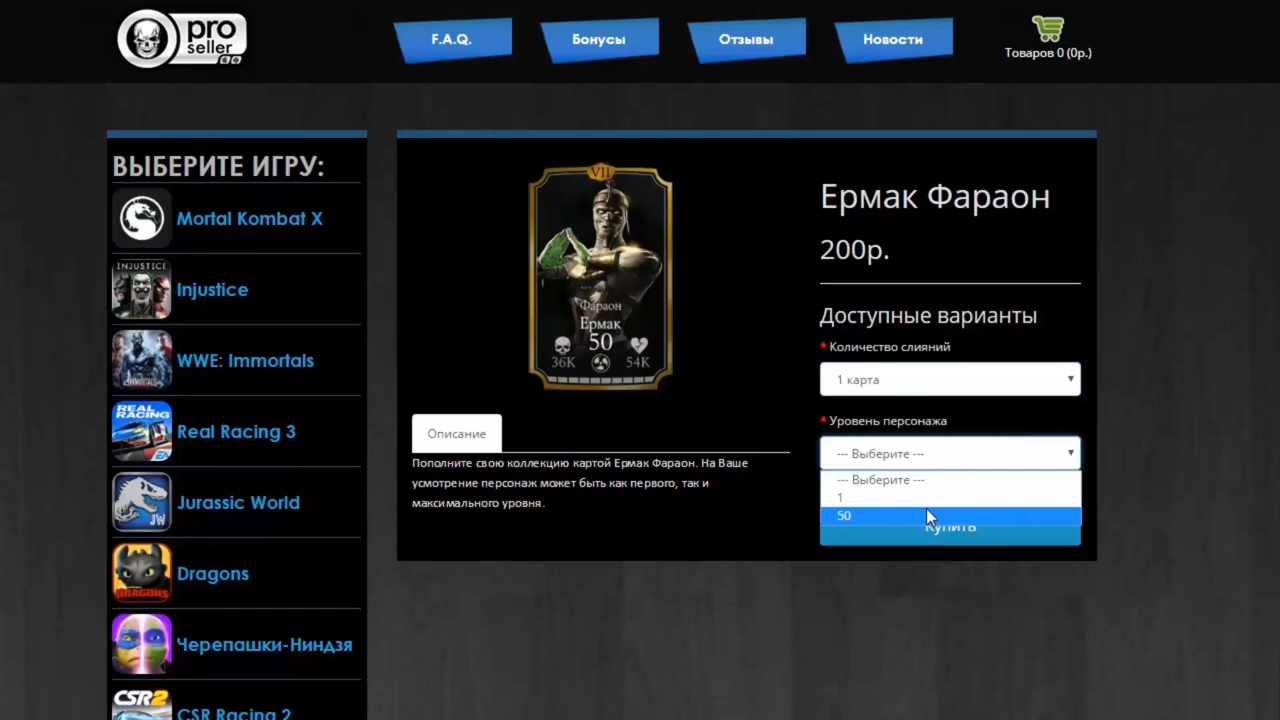 pro
seller
F.A.Q.
Бонусы
Отзывы
Новости
Товаров 0 (0р.)
ВЫБЕРИТЕ ИГРУ:
Mortal Kombat X
INJUSTICE
Injustice
IMMORTALS
WWE: Immortals
REAL
RACING
EA
Real Racing 3
JW
Jurassic World
DRAGONS
Dragons
Черепашки-Ниндзя
CSR2
CSR Racing 2
VII
Фараон
Ермак
50
36K
54K
Описание
Пополните свою коллекцию картой Ермак Фараон. На Ваше
усмотрение персонаж может быть как первого, так и
максимального уровня.
Ермак Фараон
200р.
Доступные варианты
* Количество слияний
1 карта
* Уровень персонажа
--- Выберите ---
--- Выберите ---
1
50
Купить